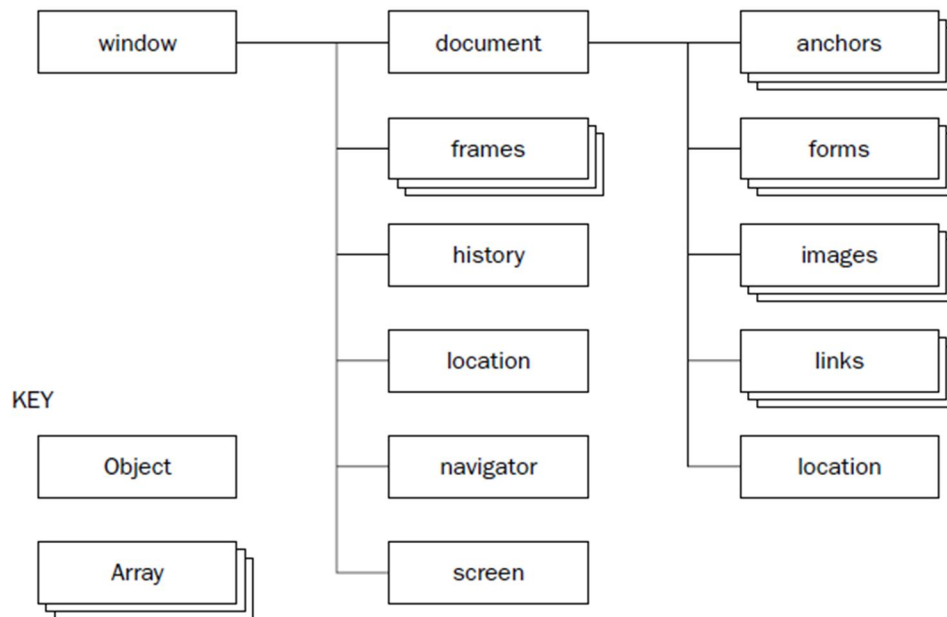 window
document
anchors
frames
forms
history
images
location
links
KEY
Object
navigator
location
Array
screen